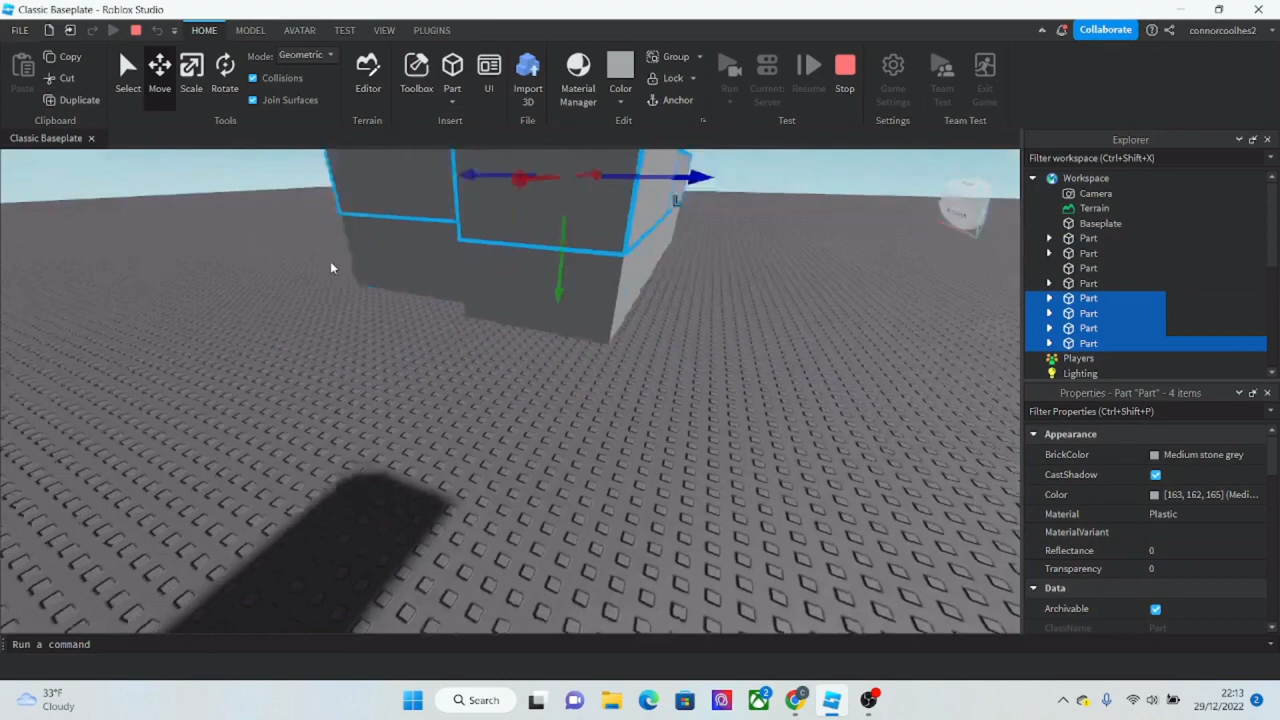 Classic Baseplate - Roblox Studio
FILE HOME MODEL AVATAR TEST VIEW PLUGINS Collaborate connorcoolhes2
Paste Copy Cut Duplicate Clipboard
Select Move Scale Rotate Mode: Geometric Collisions Join Surfaces Tools
Editor Terrain
Toolbox Part UI Insert
Import 3D File
Material Manager Color Group Lock Anchor Edit
Run Current: Server Resume Stop Test
Game Settings Settings
Team Test Exit Game Team Test
Classic Baseplate
L
Explorer
Filter workspace (Ctrl+Shift+X)
Workspace
Camera
Terrain
Baseplate
Part
Part
Part
Part
Part
Part
Part
Part
Players
Lighting
Properties - Part "Part" - 4 items
Filter Properties (Ctrl+Shift+P)
Appearance
BrickColor Medium stone grey
CastShadow
Color [163, 162, 165] (Medi...
Material Plastic
MaterialVariant
Reflectance 0
Transparency 0
Data
Archivable
ClassName Part
Run a command
33°F
Cloudy
Search
2
22:13
29/12/2022
2